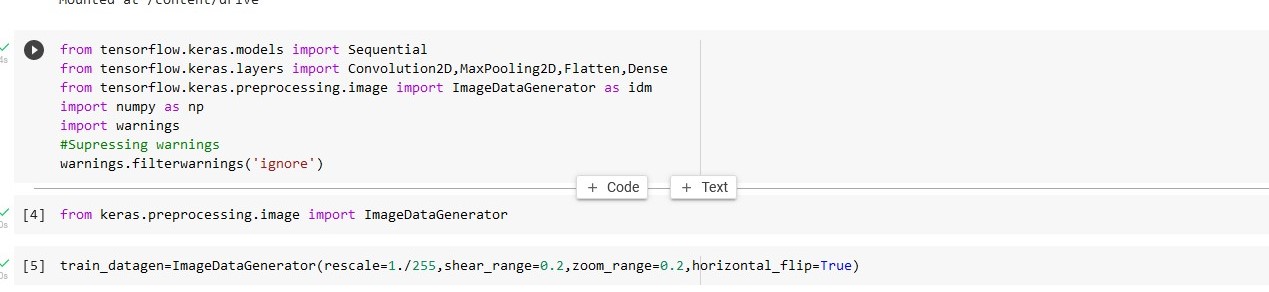 Mounted at /content/drive
from tensorflow.keras.models import Sequential
4s
from tensorflow.keras.layers import Convolution2D,MaxPooling2D,Flatten,Dense
from tensorflow.keras.preprocessing.image import ImageDataGenerator as idm
import numpy as np
import warnings
#Supressing warnings
warnings.filterwarnings('ignore')
+ Code + Text
[4] from keras.preprocessing.image import ImageDataGenerator
0s
[5] train_datagen=ImageDataGenerator(rescale=1./255,shear_range=0.2,zoom_range=0.2,horizontal_flip=True)
0s